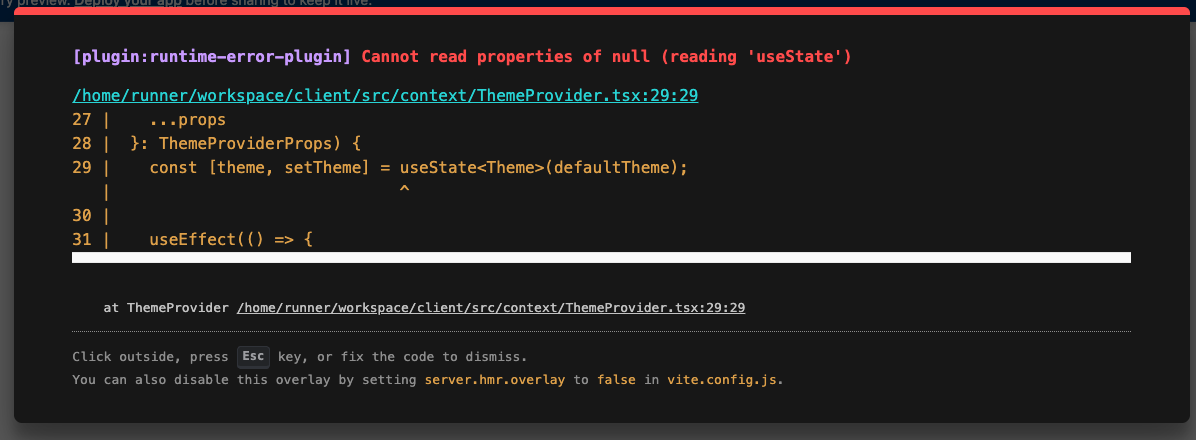 ry preview. Deploy your app before sharing to keep it live.
[plugin:runtime-error-plugin] Cannot read properties of null (reading 'useState')
/home/runner/workspace/client/src/context/ThemeProvider.tsx:29:29
27 |    ...props
28 |  }: ThemeProviderProps) {
29 |    const [theme, setTheme] = useState<Theme>(defaultTheme);
   |                              ^
30 |
31 |    useEffect(() => {
at ThemeProvider /home/runner/workspace/client/src/context/ThemeProvider.tsx:29:29
Click outside, press Esc key, or fix the code to dismiss.
You can also disable this overlay by setting server.hmr.overlay to false in vite.config.js.